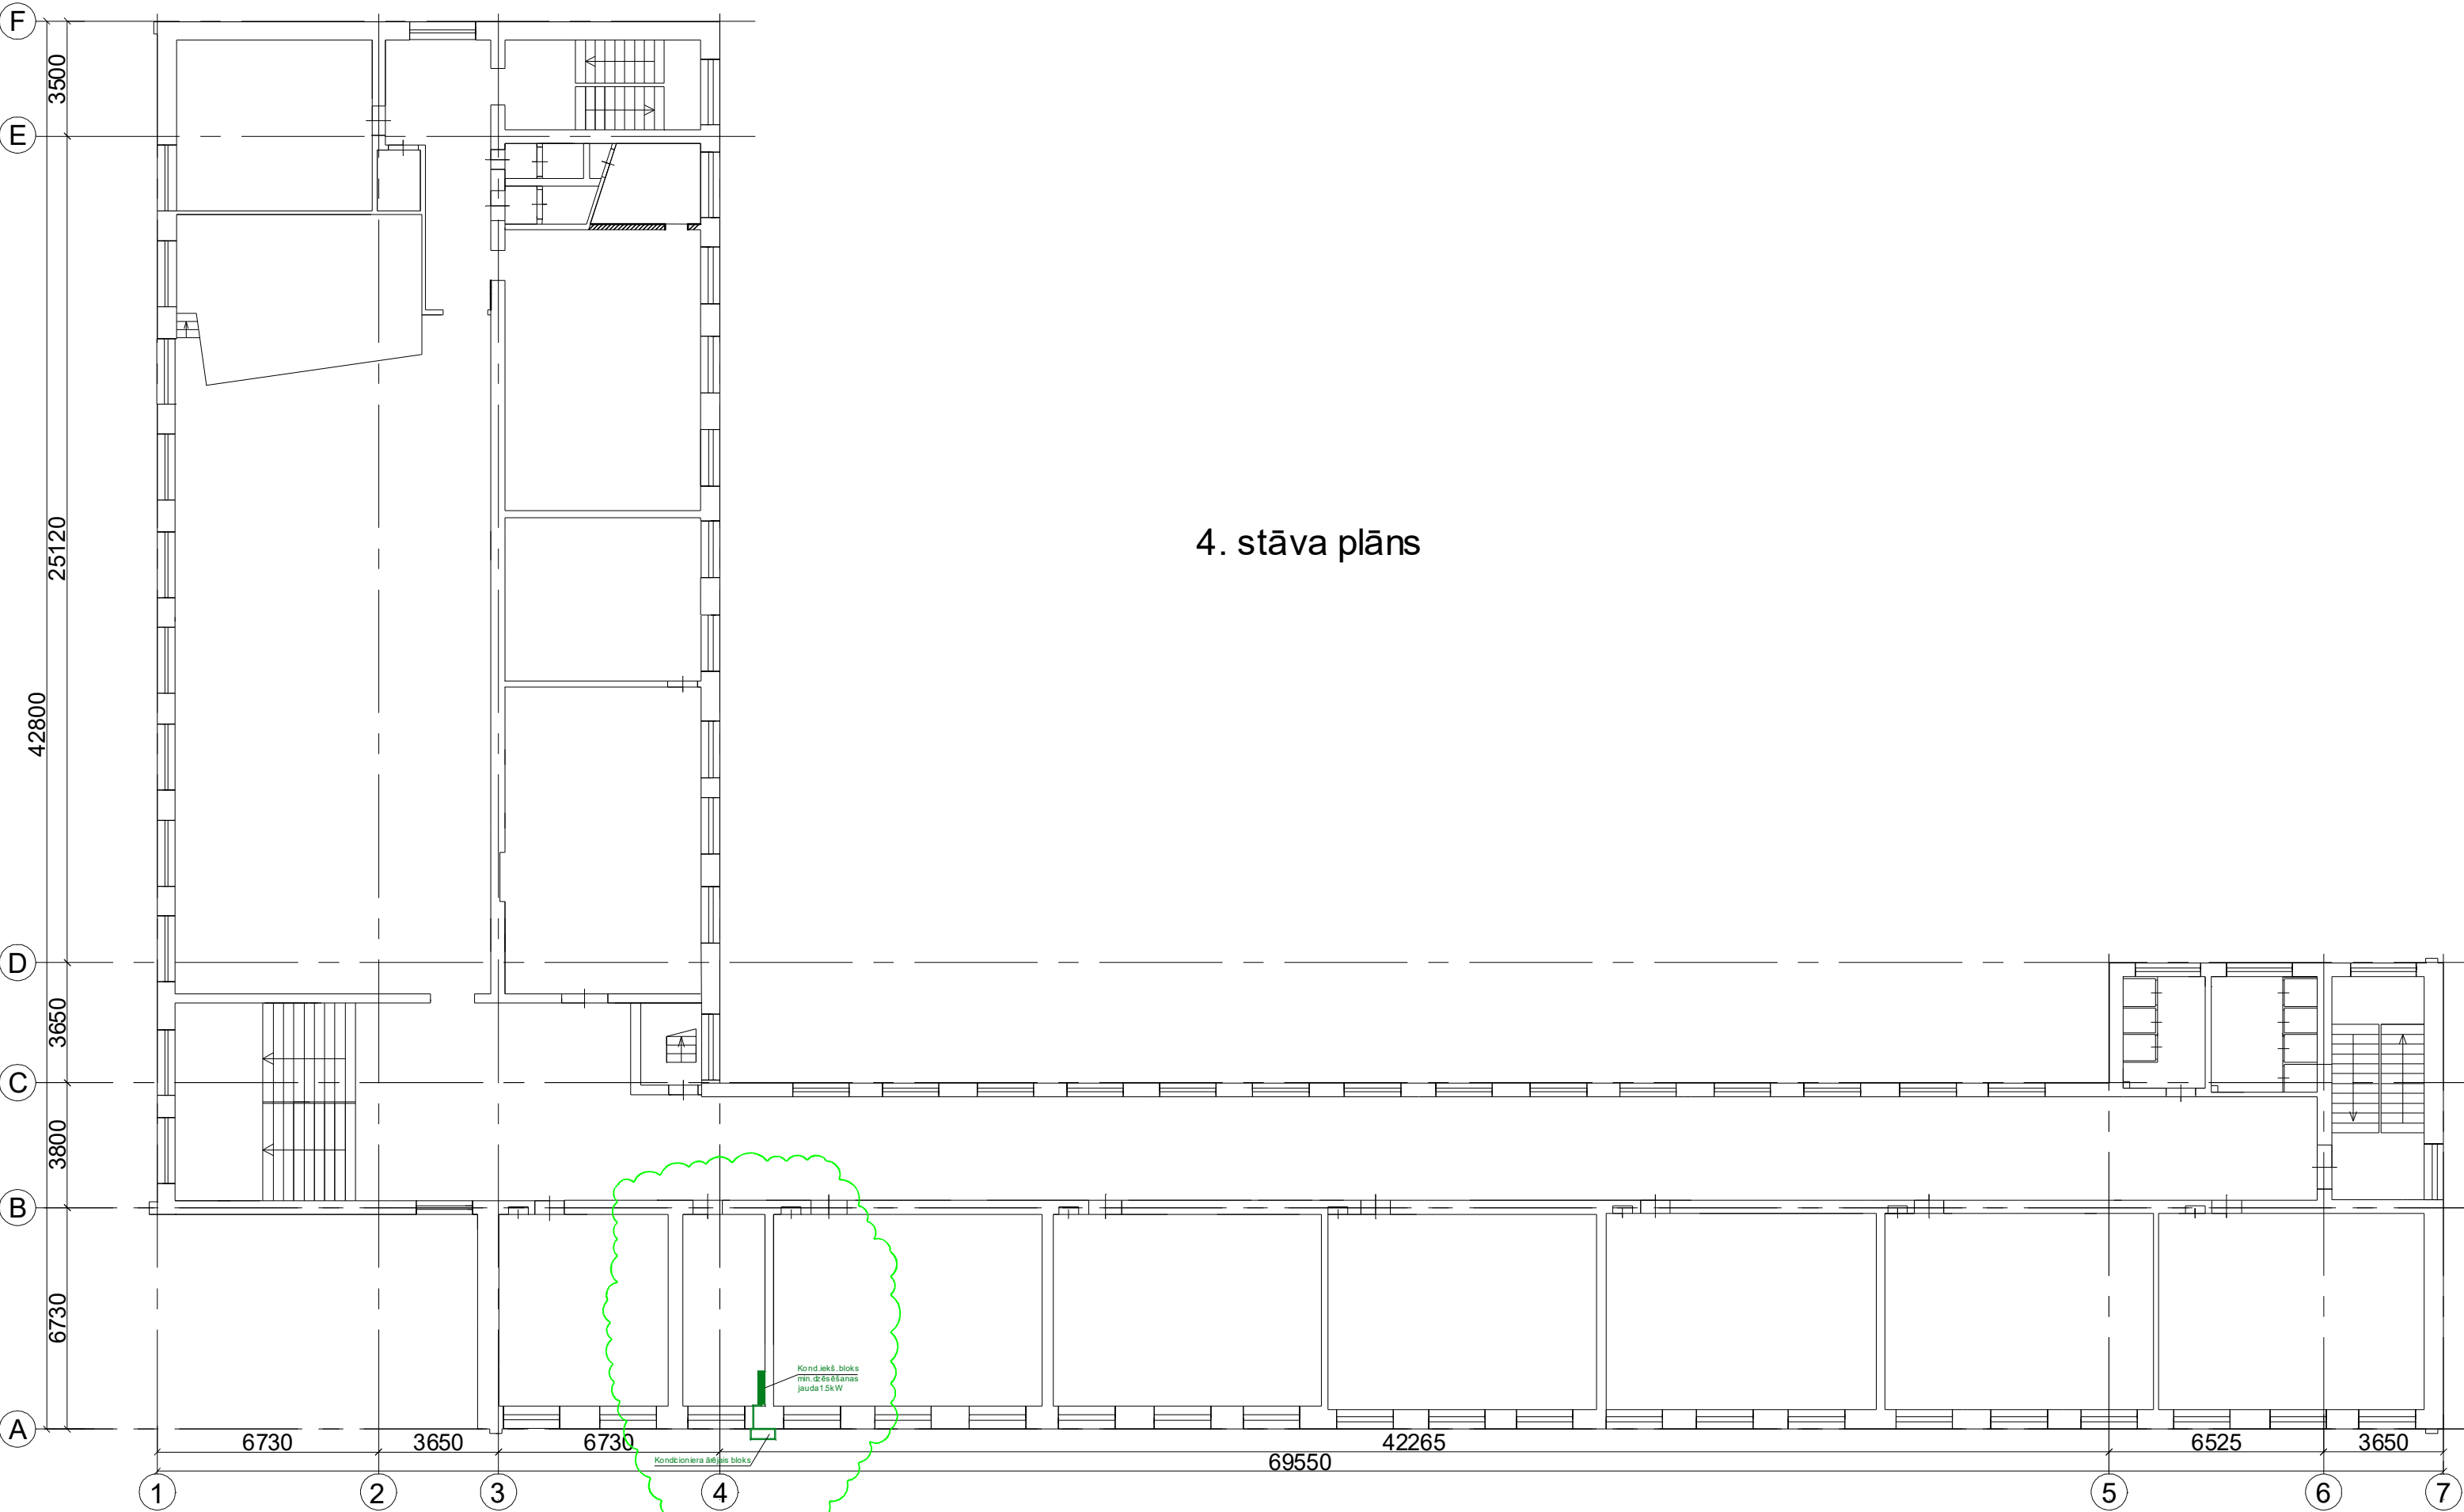 F
3500
E
25120
4. stāva plāns
42800
D
3650
C
3800
B
6730
Kond.iekš.bloks
min.dzēsēšanas
jauda1.5kW
A
6730
3650
6730
42265
6525
3650
Kondicioniera ārējais bloks
69550
1
2
3
4
5
6
7